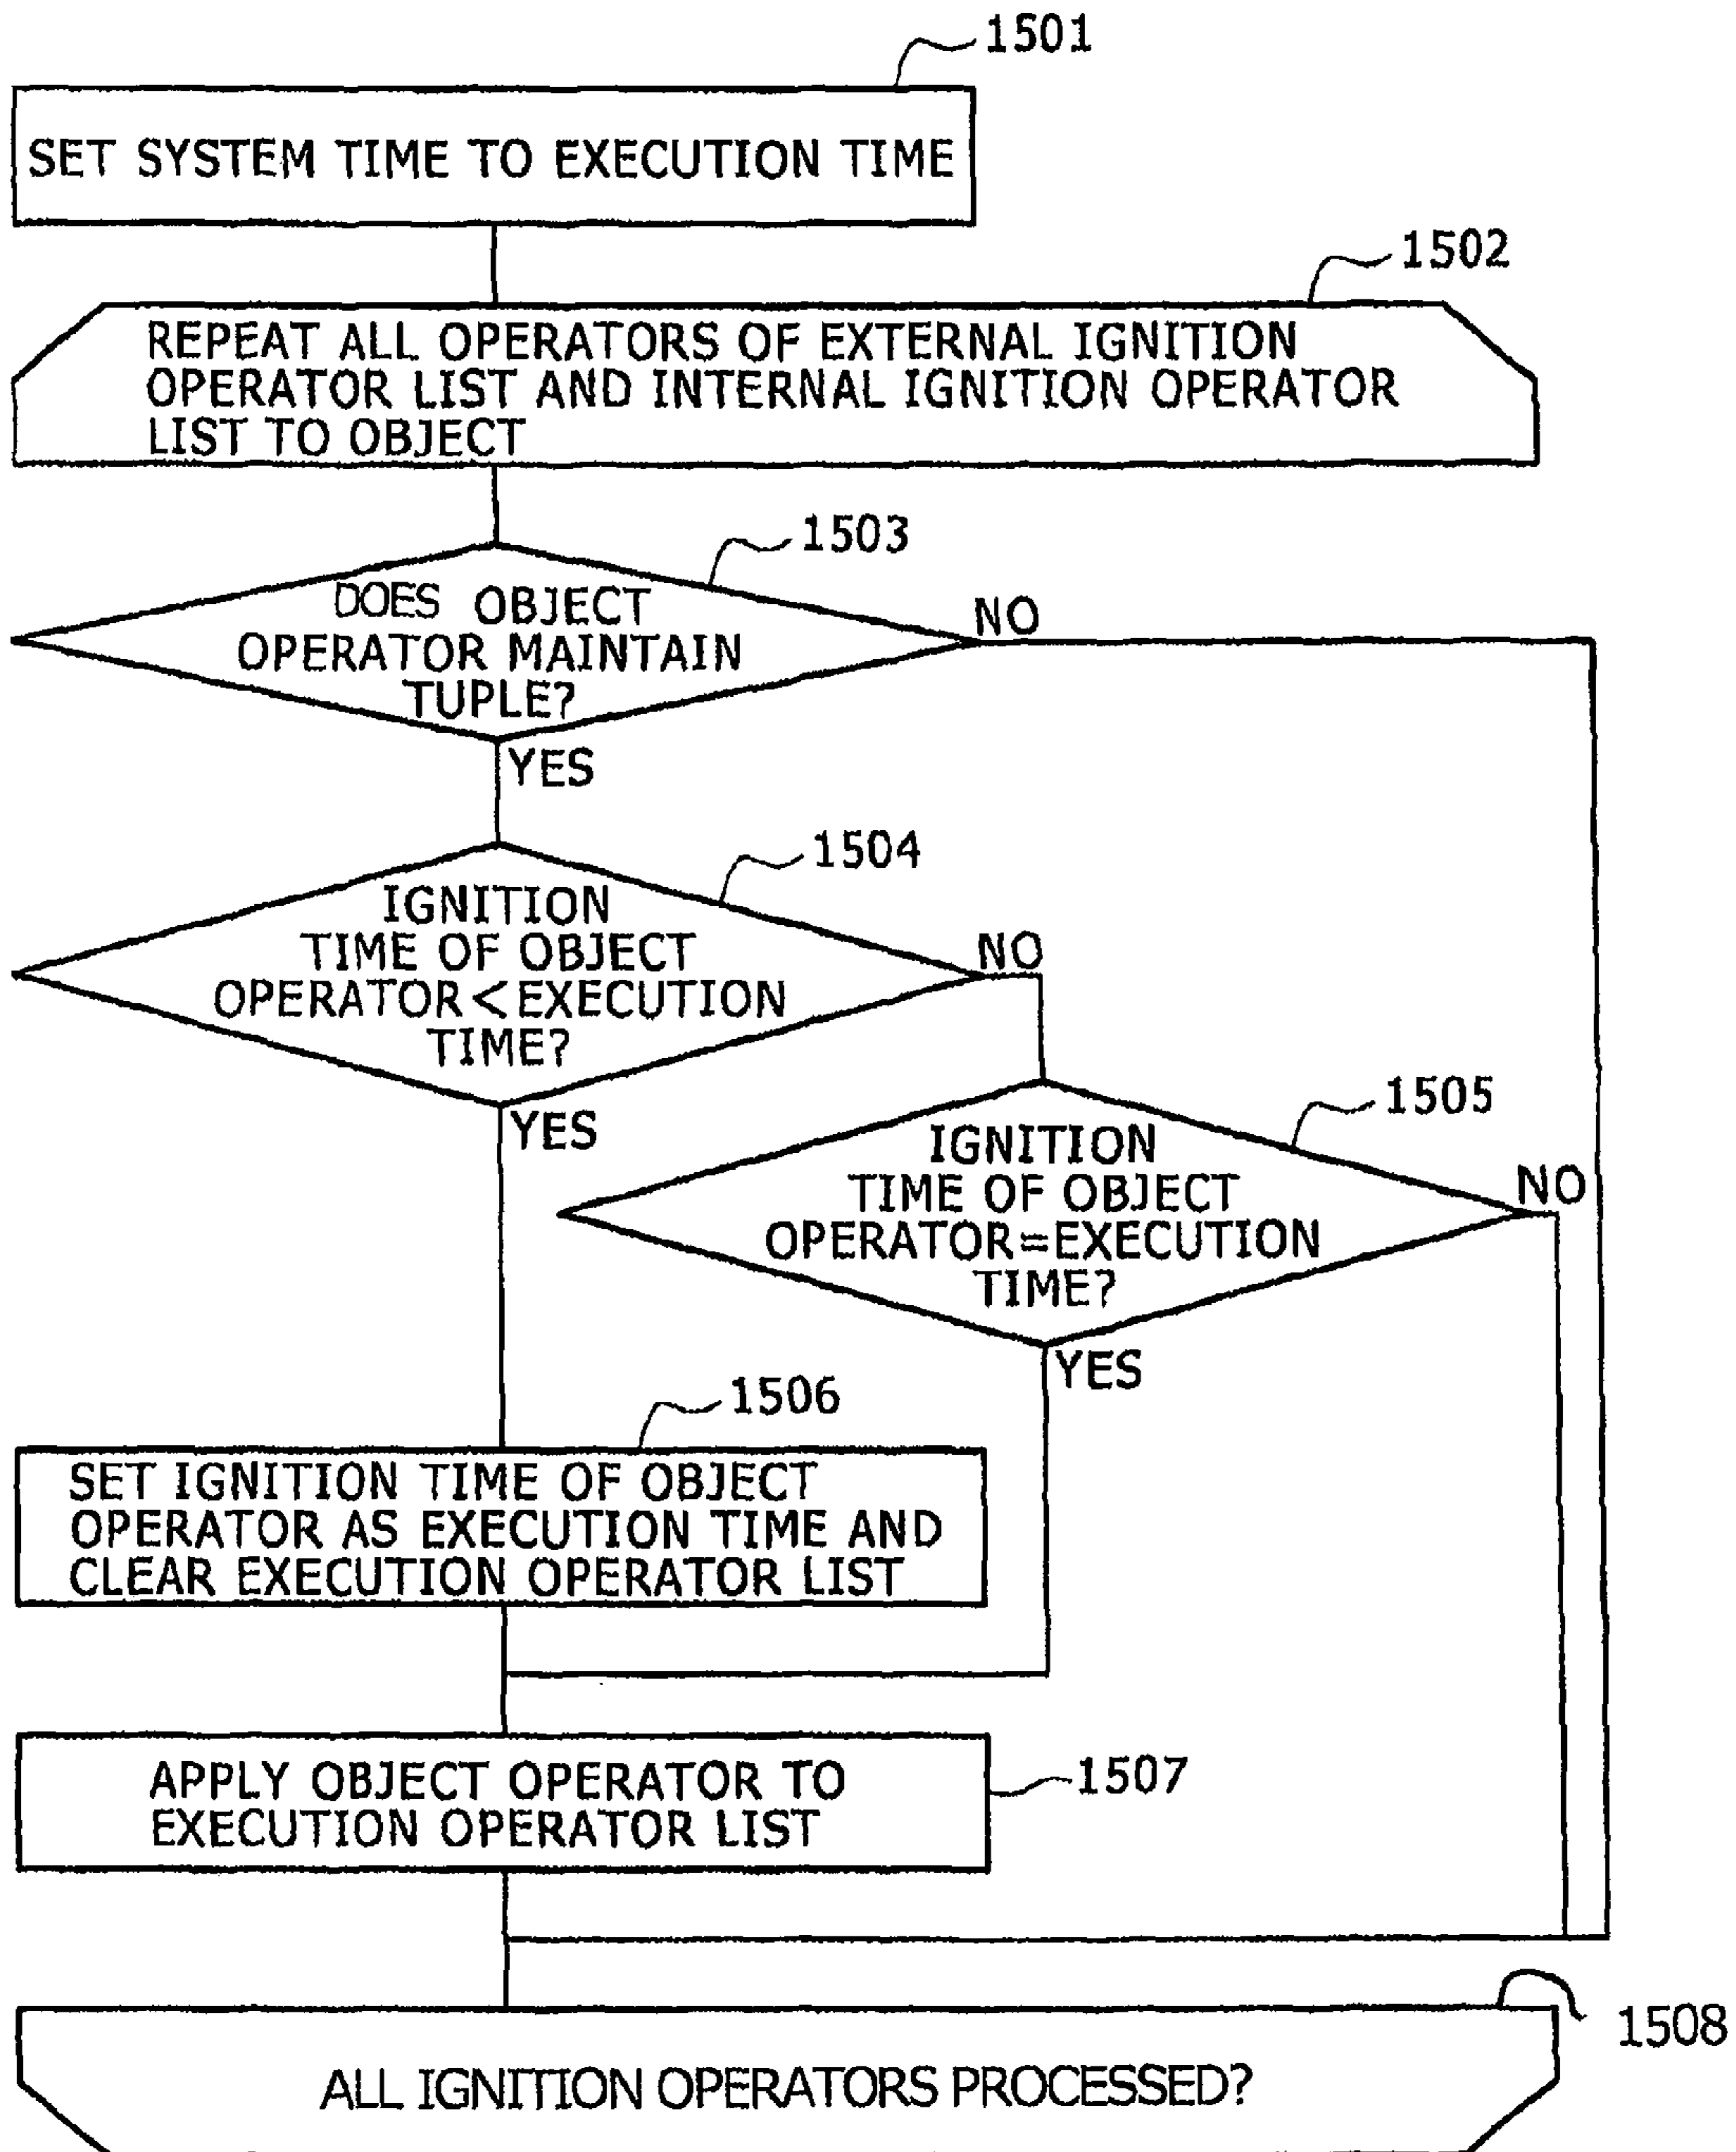 1501
SET SYSTEM TIME TO EXECUTION TIME
1502
REPEAT ALL OPERATORS OF EXTERNAL IGNITION
OPERATOR LIST AND INTERNAL IGNITION OPERATOR
LIST TO OBJECT
1503
DOES OBJECT
OPERATOR MAINTAIN
TUPLE?
NO
YES
1504
IGNITION
TIME OF OBJECT
OPERATOR<EXECUTION
TIME?
NO
YES
1505
IGNITION
TIME OF OBJECT
OPERATOR=EXECUTION
TIME?
NO
YES
1506
SET IGNITION TIME OF OBJECT
OPERATOR AS EXECUTION TIME AND
CLEAR EXECUTION OPERATOR LIST
APPLY OBJECT OPERATOR TO
EXECUTION OPERATOR LIST
1507
1508
ALL IGNITION OPERATORS PROCESSED?